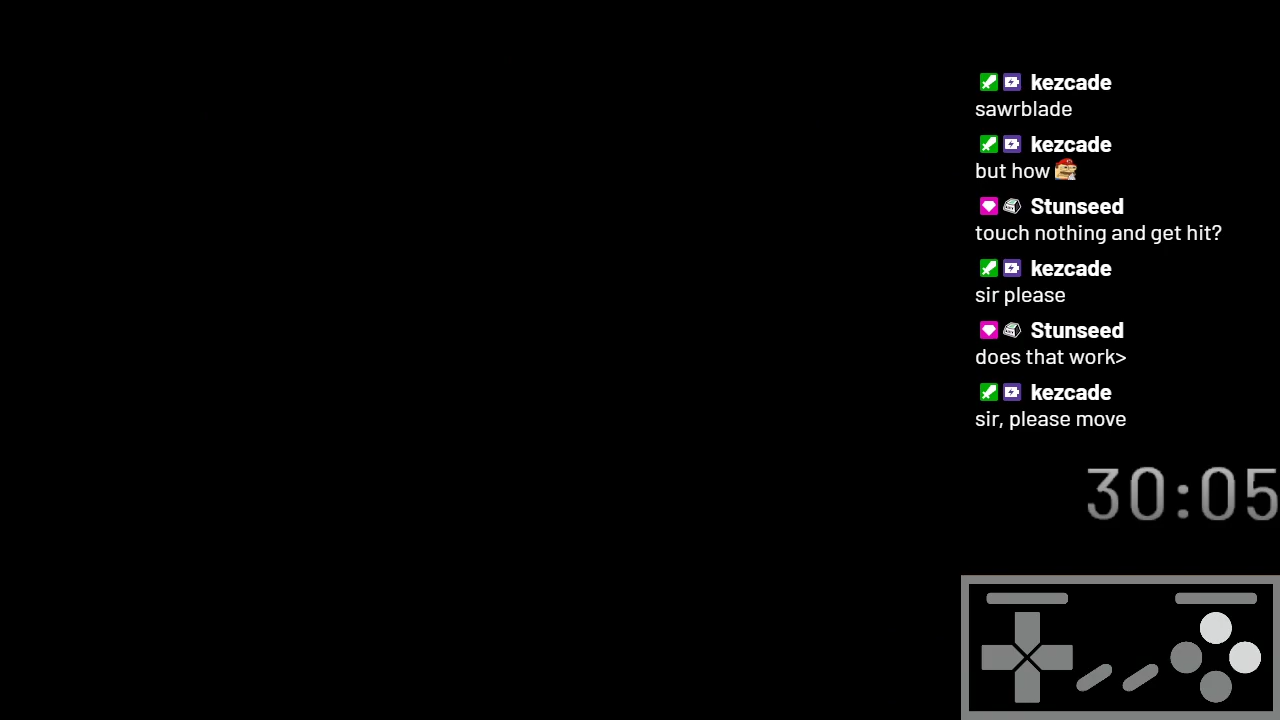 kezcade
sawrblade
kezcade
but how
Stunseed
touch nothing and get hit?
kezcade
sir please
Stunseed
does that work>
kezcade
sir, please move
30:05